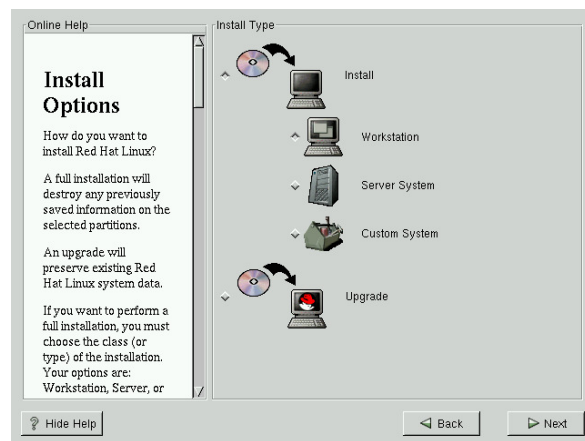 Online Help
Install
Options
How do you want to
install Red Hat Linux?
A full installation will
destroy any previously
saved information on the
selected partitions.
An upgrade will
preserve existing Red
Hat Linux system data.
If you want to perform a
full installation, you must
choose the class (or
type) of the installation.
Your options are:
Workstation, Server, or
Install Type
Install
Workstation
Server System
Custom System
Upgrade
Hide Help
Back
Next